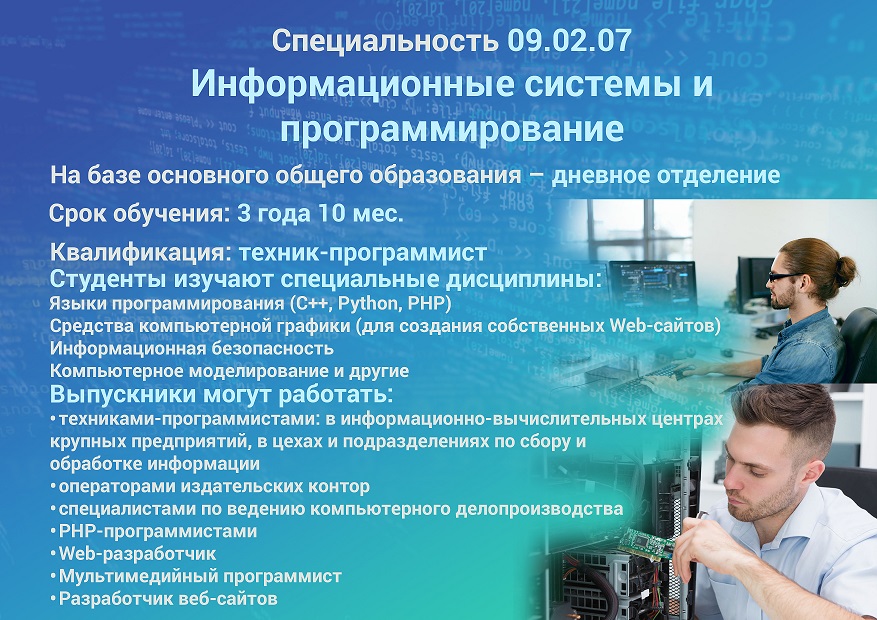 Специальность 09.02.07
Информационные системы и
программирование
На базе основного общего образования – дневное отделение
Срок обучения: 3 года 10 мес.
Квалификация: техник-программист
Студенты изучают специальные дисциплины:
Языки программирования (С++, Python, PHP)
Средства компьютерной графики (для создания собственных Web-сайтов)
Информационная безопасность
Компьютерное моделирование и другие
Выпускники могут работать:
• техниками-программистами: в информационно-вычислительных центрах
крупных предприятий, в цехах и подразделениях по сбору и
обработке информации
• операторами издательских контор
• специалистами по ведению компьютерного делопроизводства
• PHP-программистами
• Web-разработчик
• Мультимедийный программист
• Разработчик веб-сайтов